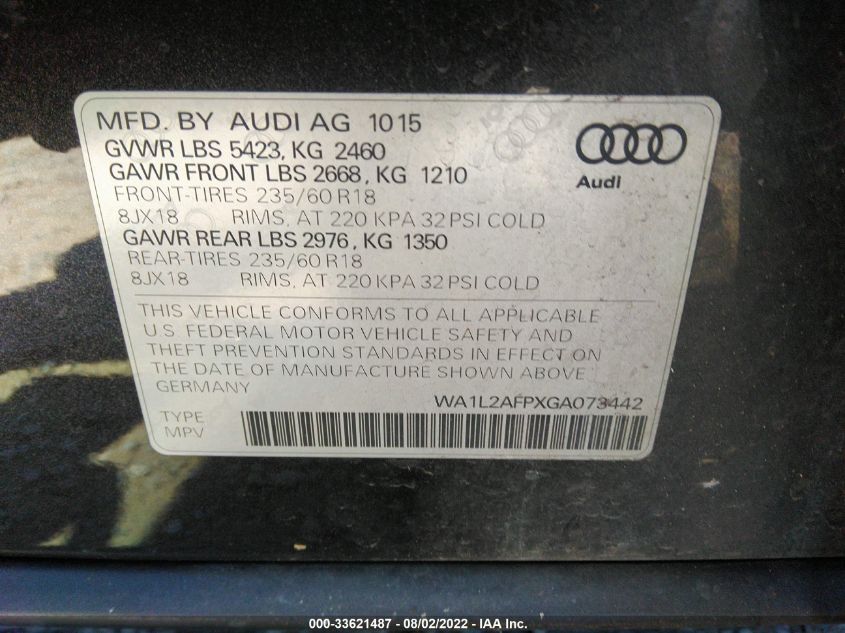 MFD. BY AUDI AG 10 15
GVWR LBS 5423, KG 2460
GAWR FRONT LBS 2668, KG 1210
FRONT-TIRES 235/60 R18
8JX18 RIMS, AT 220 KPA 32 PSI COLD
GAWR REAR LBS 2976, KG 1350
REAR-TIRES 235/60 R18
8JX18 RIMS, AT 220 KPA 32 PSI COLD
Audi
THIS VEHICLE CONFORMS TO ALL APPLICABLE
U.S. FEDERAL MOTOR VEHICLE SAFETY AND
THEFT PREVENTION STANDARDS IN EFFECT ON
THE DATE OF MANUFACTURE SHOWN ABOVE
GERMANY
WA1L2AFPXGA073442
TYPE
MPV
000-33621487 - 08/02/2022 - IAA Inc.